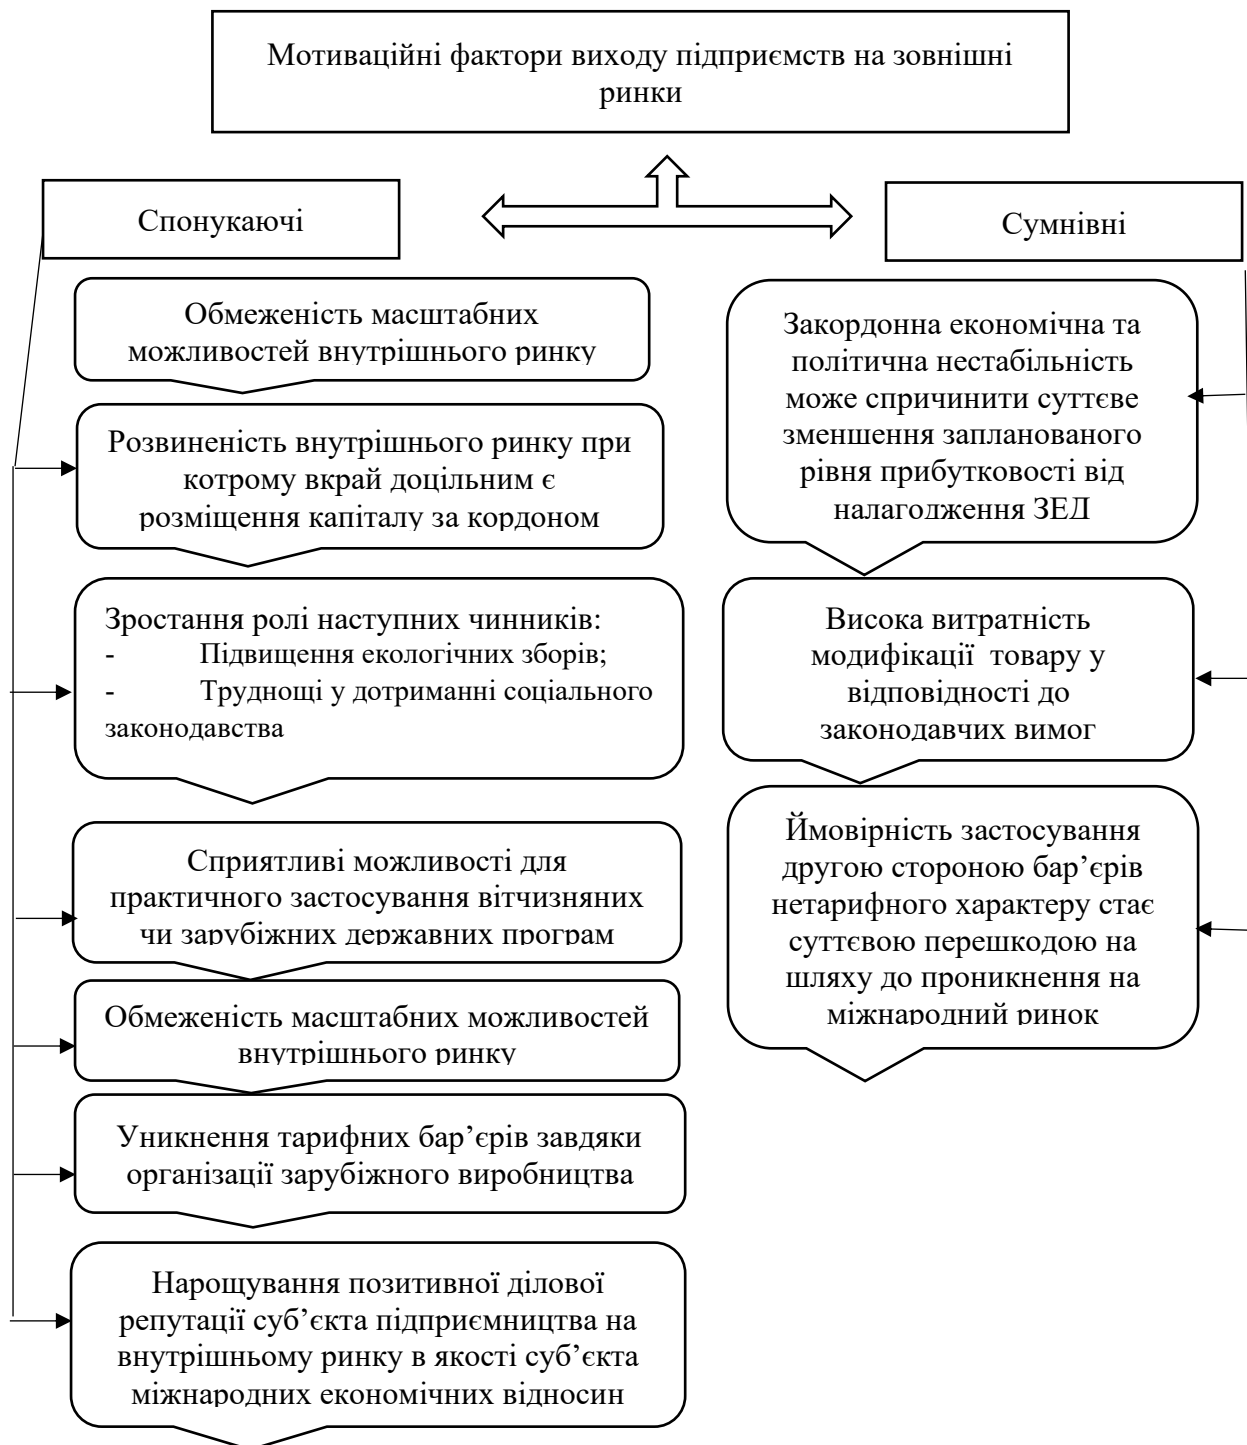 Мотиваційні фактори виходу підприємств на зовнішні
ринки
Спонукаючі
Сумнівні
Обмеженість масштабних
можливостей внутрішнього ринку
Розвиненість внутрішнього ринку при
котрому вкрай доцільним є
розміщення капіталу за кордоном
Зростання ролі наступних чинників:
- Підвищення екологічних зборів;
- Труднощі у дотриманні соціального
законодавства
Сприятливі можливості для
практичного застосування вітчизняних
чи зарубіжних державних програм
Обмеженість масштабних можливостей
внутрішнього ринку
Уникнення тарифних бар’єрів завдяки
організації зарубіжного виробництва
Нарощування позитивної ділової
репутації суб’єкта підприємництва на
внутрішньому ринку в якості суб’єкта
міжнародних економічних відносин
Закордонна економічна та
політична нестабільність
може спричинити суттєве
зменшення запланованого
рівня прибутковості від
налагодження ЗЕД
Висока витратність
модифікації товару у
відповідності до
законодавчих вимог
Ймовірність застосування
другою стороною бар’єрів
нетарифного характеру стає
суттєвою перешкодою на
шляху до проникнення на
міжнародний ринок